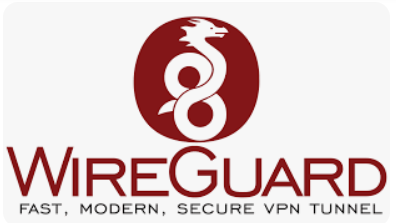 WIREGUARD
FAST, MODERN, SECURE VPN TUNNEL